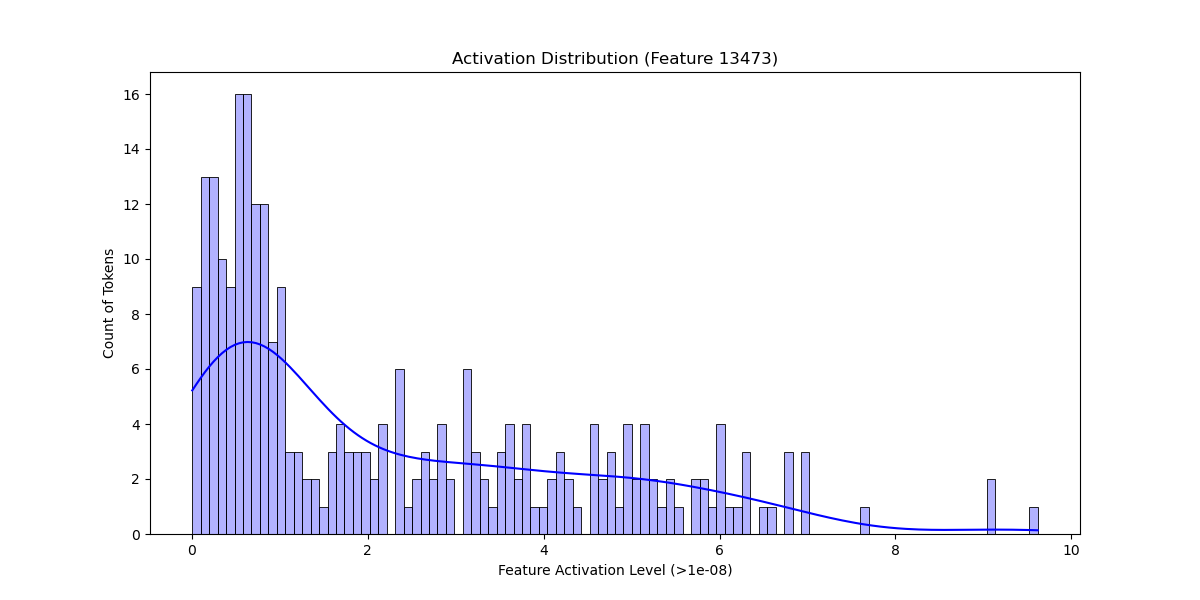 Activation Distribution (Feature 13473)
16
14
12
10
8
6
4
2
0
Count of Tokens
0 2 4 6 8 10
Feature Activation Level (>1e-08)